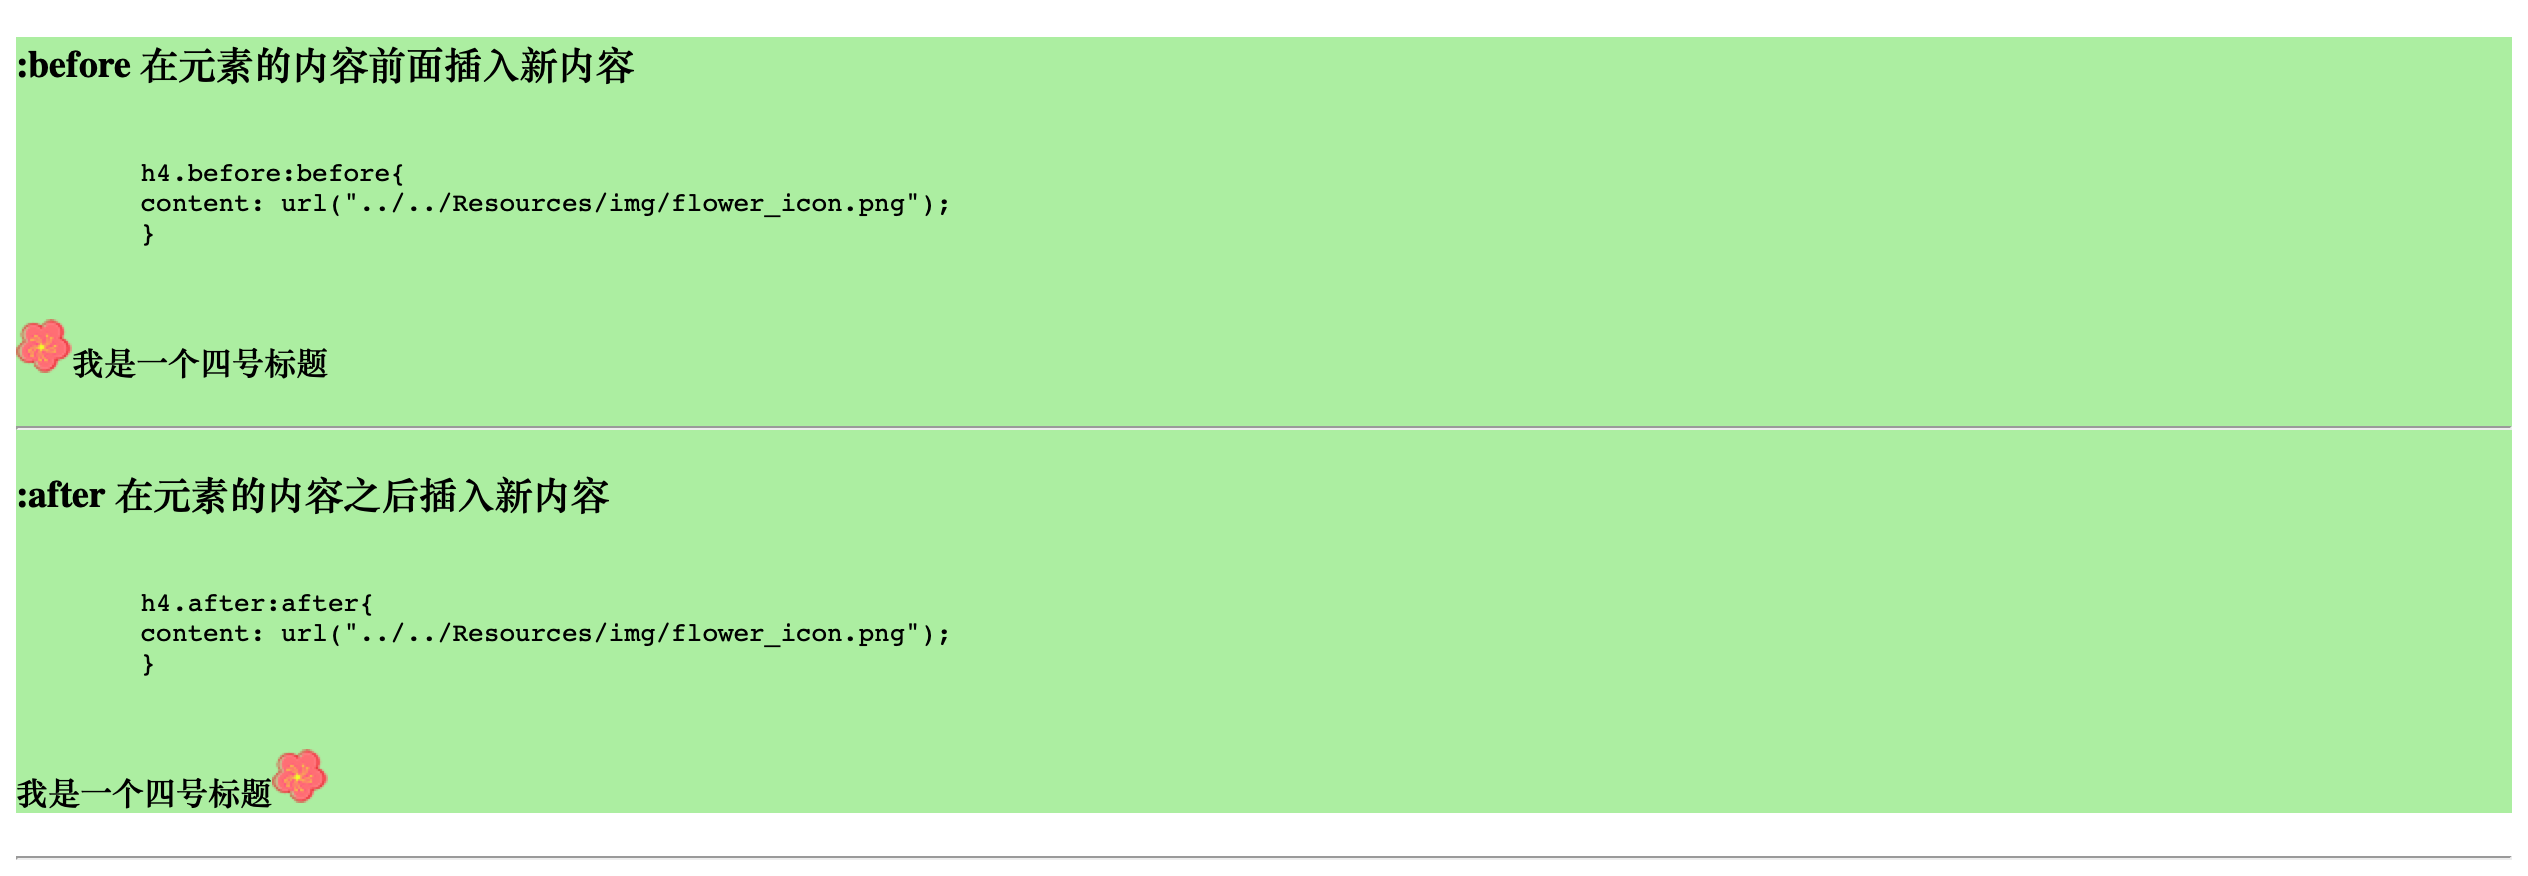 :before 在元素的内容前面插入新内容
h4.before:before{
content: url("../../Resources/img/flower_icon.png");
}
我是一个四号标题
:after 在元素的内容之后插入新内容
h4.after:after{
content: url("../../Resources/img/flower_icon.png");
}
我是一个四号标题